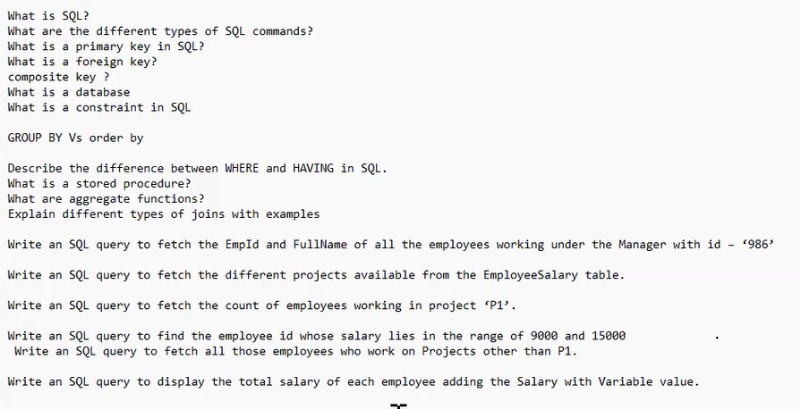 What is SQL?
What are the different types of SQL commands?
What is a primary key in SQL?
What is a foreign key?
composite key ?
What is a database
What is a constraint in SQL
GROUP BY Vs order by
Describe the difference between WHERE and HAVING in SQL.
What is a stored procedure?
What are aggregate functions?
Explain different types of joins with examples
Write an SQL query to fetch the EmpId and FullName of all the employees working under the Manager with id – ‘986’
Write an SQL query to fetch the different projects available from the EmployeeSalary table.
Write an SQL query to fetch the count of employees working in project ‘P1’.
Write an SQL query to find the employee id whose salary lies in the range of 9000 and 15000 .
Write an SQL query to fetch all those employees who work on Projects other than P1.
Write an SQL query to display the total salary of each employee adding the Salary with Variable value.